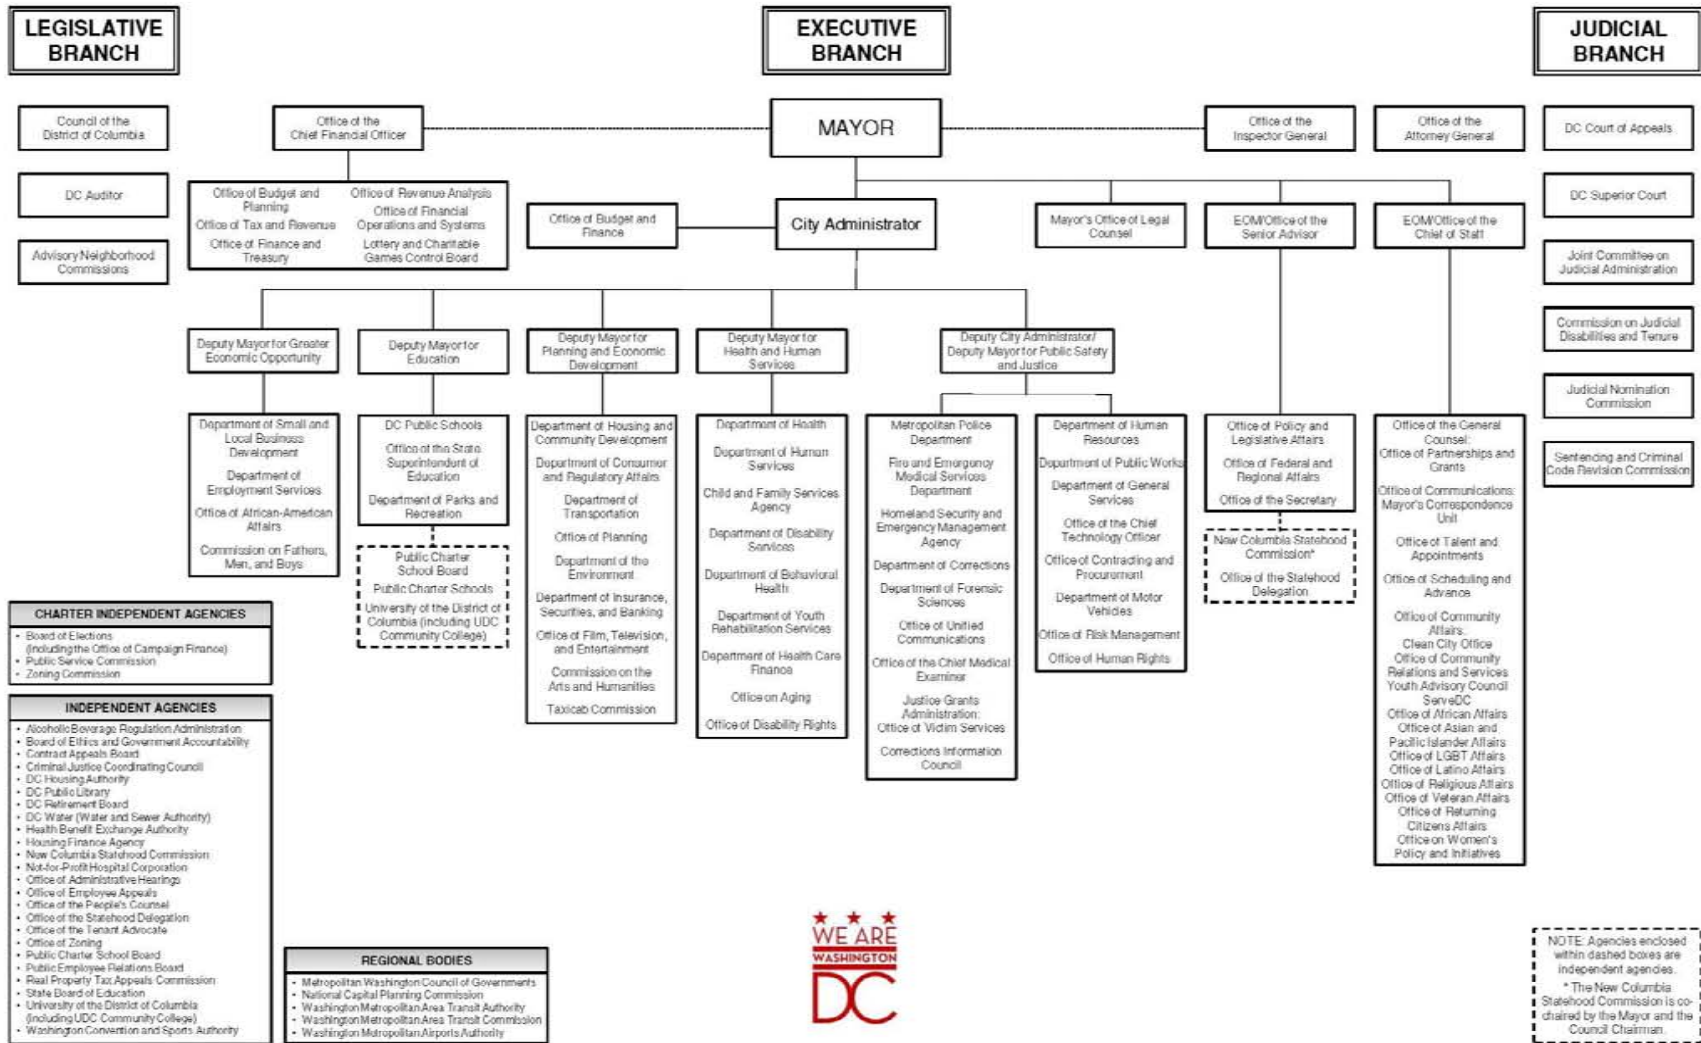 LEGISLATIVE
BRANCH
EXECUTIVE
BRANCH
JUDICIAL
BRANCH
Council of the
District of Columbia
Office of the
Chief Financial Officer
MAYOR
Office of the
Inspector General
Office of the
Attorney General
DC Court of Appeals
DC Auditor
Office of Budget and
Planning
Office of Tax and Revenue
Office of Finance and
Treasury
Office of Revenue Analysis
Office of Financial
Operations and Systems
Lottery and Charitable
Games Control Board
Office of Budget and
Finance
City Administrator
Mayor's Office of Legal
Counsel
EOM/Office of the
Senior Advisor
EOM/Office of the
Chief of Staff
DC Superior Court
Advisory Neighborhood
Commissions
Joint Committee on
Judicial Administration
Deputy Mayor for Greater
Economic Opportunity
Deputy Mayor for
Education
Deputy Mayor for
Planning and Economic
Development
Deputy Mayor for
Health and Human
Services
Deputy City Administrator/
Deputy Mayor for Public Safety
and Justice
Commission on Judicial
Disabilities and Tenure
Judicial Nomination
Commission
Sentencing and Criminal
Code Revision Commission
Department of Small and
Local Business
Development
Department of
Employment Services
Office of African-American
Affairs
Commission on Fathers,
Men, and Boys
DC Public Schools
Office of the State
Superintendent of
Education
Department of Parks and
Recreation
Public Charter
School Board
Public Charter Schools
University of the District of
Columbia (including UDC
Community College)
Department of Housing and
Community Development
Department of Consumer
and Regulatory Affairs
Department of
Transportation
Office of Planning
Department of the
Environment
Department of Insurance,
Securities, and Banking
Office of Film, Television,
and Entertainment
Commission on the
Arts and Humanities
Taxicab Commission
Department of Health
Department of Human
Services
Child and Family Services
Agency
Department of Disability
Services
Department of Behavioral
Health
Department of Youth
Rehabilitation Services
Department of Health Care
Finance
Office on Aging
Office of Disability Rights
Metropolitan Police
Department
Fire and Emergency
Medical Services
Department
Homeland Security and
Emergency Management
Agency
Department of Corrections
Department of Forensic
Sciences
Office of Unified
Communications
Office of the Chief Medical
Examiner
Justice Grants
Administration:
Office of Victim Services
Corrections Information
Council
Department of Human
Resources
Department of Public Works
Department of General
Services
Office of the Chief
Technology Officer
Office of Contracting and
Procurement
Department of Motor
Vehicles
Office of Risk Management
Office of Human Rights
Office of Policy and
Legislative Affairs
Office of Federal and
Regional Affairs
Office of the Secretary
New Columbia Statehood
Commission*
Office of the Statehood
Delegation
Office of the General
Counsel:
Office of Partnerships and
Grants
Office of Communications:
Mayor's Correspondence
Unit
Office of Talent and
Appointments
Office of Scheduling and
Advance
Office of Community
Affairs:
Clean City Office
Office of Community
Relations and Services
Youth Advisory Council
ServeDC
Office of African Affairs
Office of Asian and
Pacific Islander Affairs
Office of LGBT Affairs
Office of Latino Affairs
Office of Religious Affairs
Office of Veteran Affairs
Office of Returning
Citizens Affairs
Office on Women's
Policy and Initiatives
CHARTER INDEPENDENT AGENCIES
• Board of Elections
(including the Office of Campaign Finance)
• Public Service Commission
• Zoning Commission
INDEPENDENT AGENCIES
• Alcoholic Beverage Regulation Administration
• Board of Ethics and Government Accountability
• Contract Appeals Board
• Criminal Justice Coordinating Council
• DC Housing Authority
• DC Public Library
• DC Retirement Board
• DC Water (Water and Sewer Authority)
• Health Benefit Exchange Authority
• Housing Finance Agency
• New Columbia Statehood Commission
• Not-for-Profit Hospital Corporation
• Office of Administrative Hearings
• Office of Employee Appeals
• Office of the People's Counsel
• Office of the Statehood Delegation
• Office of the Tenant Advocate
• Office of Zoning
• Public Charter School Board
• Public Employee Relations Board
• Real Property Tax Appeals Commission
• State Board of Education
• University of the District of Columbia
(including UDC Community College)
• Washington Convention and Sports Authority
REGIONAL BODIES
• Metropolitan Washington Council of Governments
• National Capital Planning Commission
• Washington Metropolitan Area Transit Authority
• Washington Metropolitan Area Transit Commission
• Washington Metropolitan Airports Authority
WE ARE
WASHINGTON
DC
NOTE: Agencies enclosed
within dashed boxes are
independent agencies.
* The New Columbia
Statehood Commission is co-
chaired by the Mayor and the
Council Chairman.